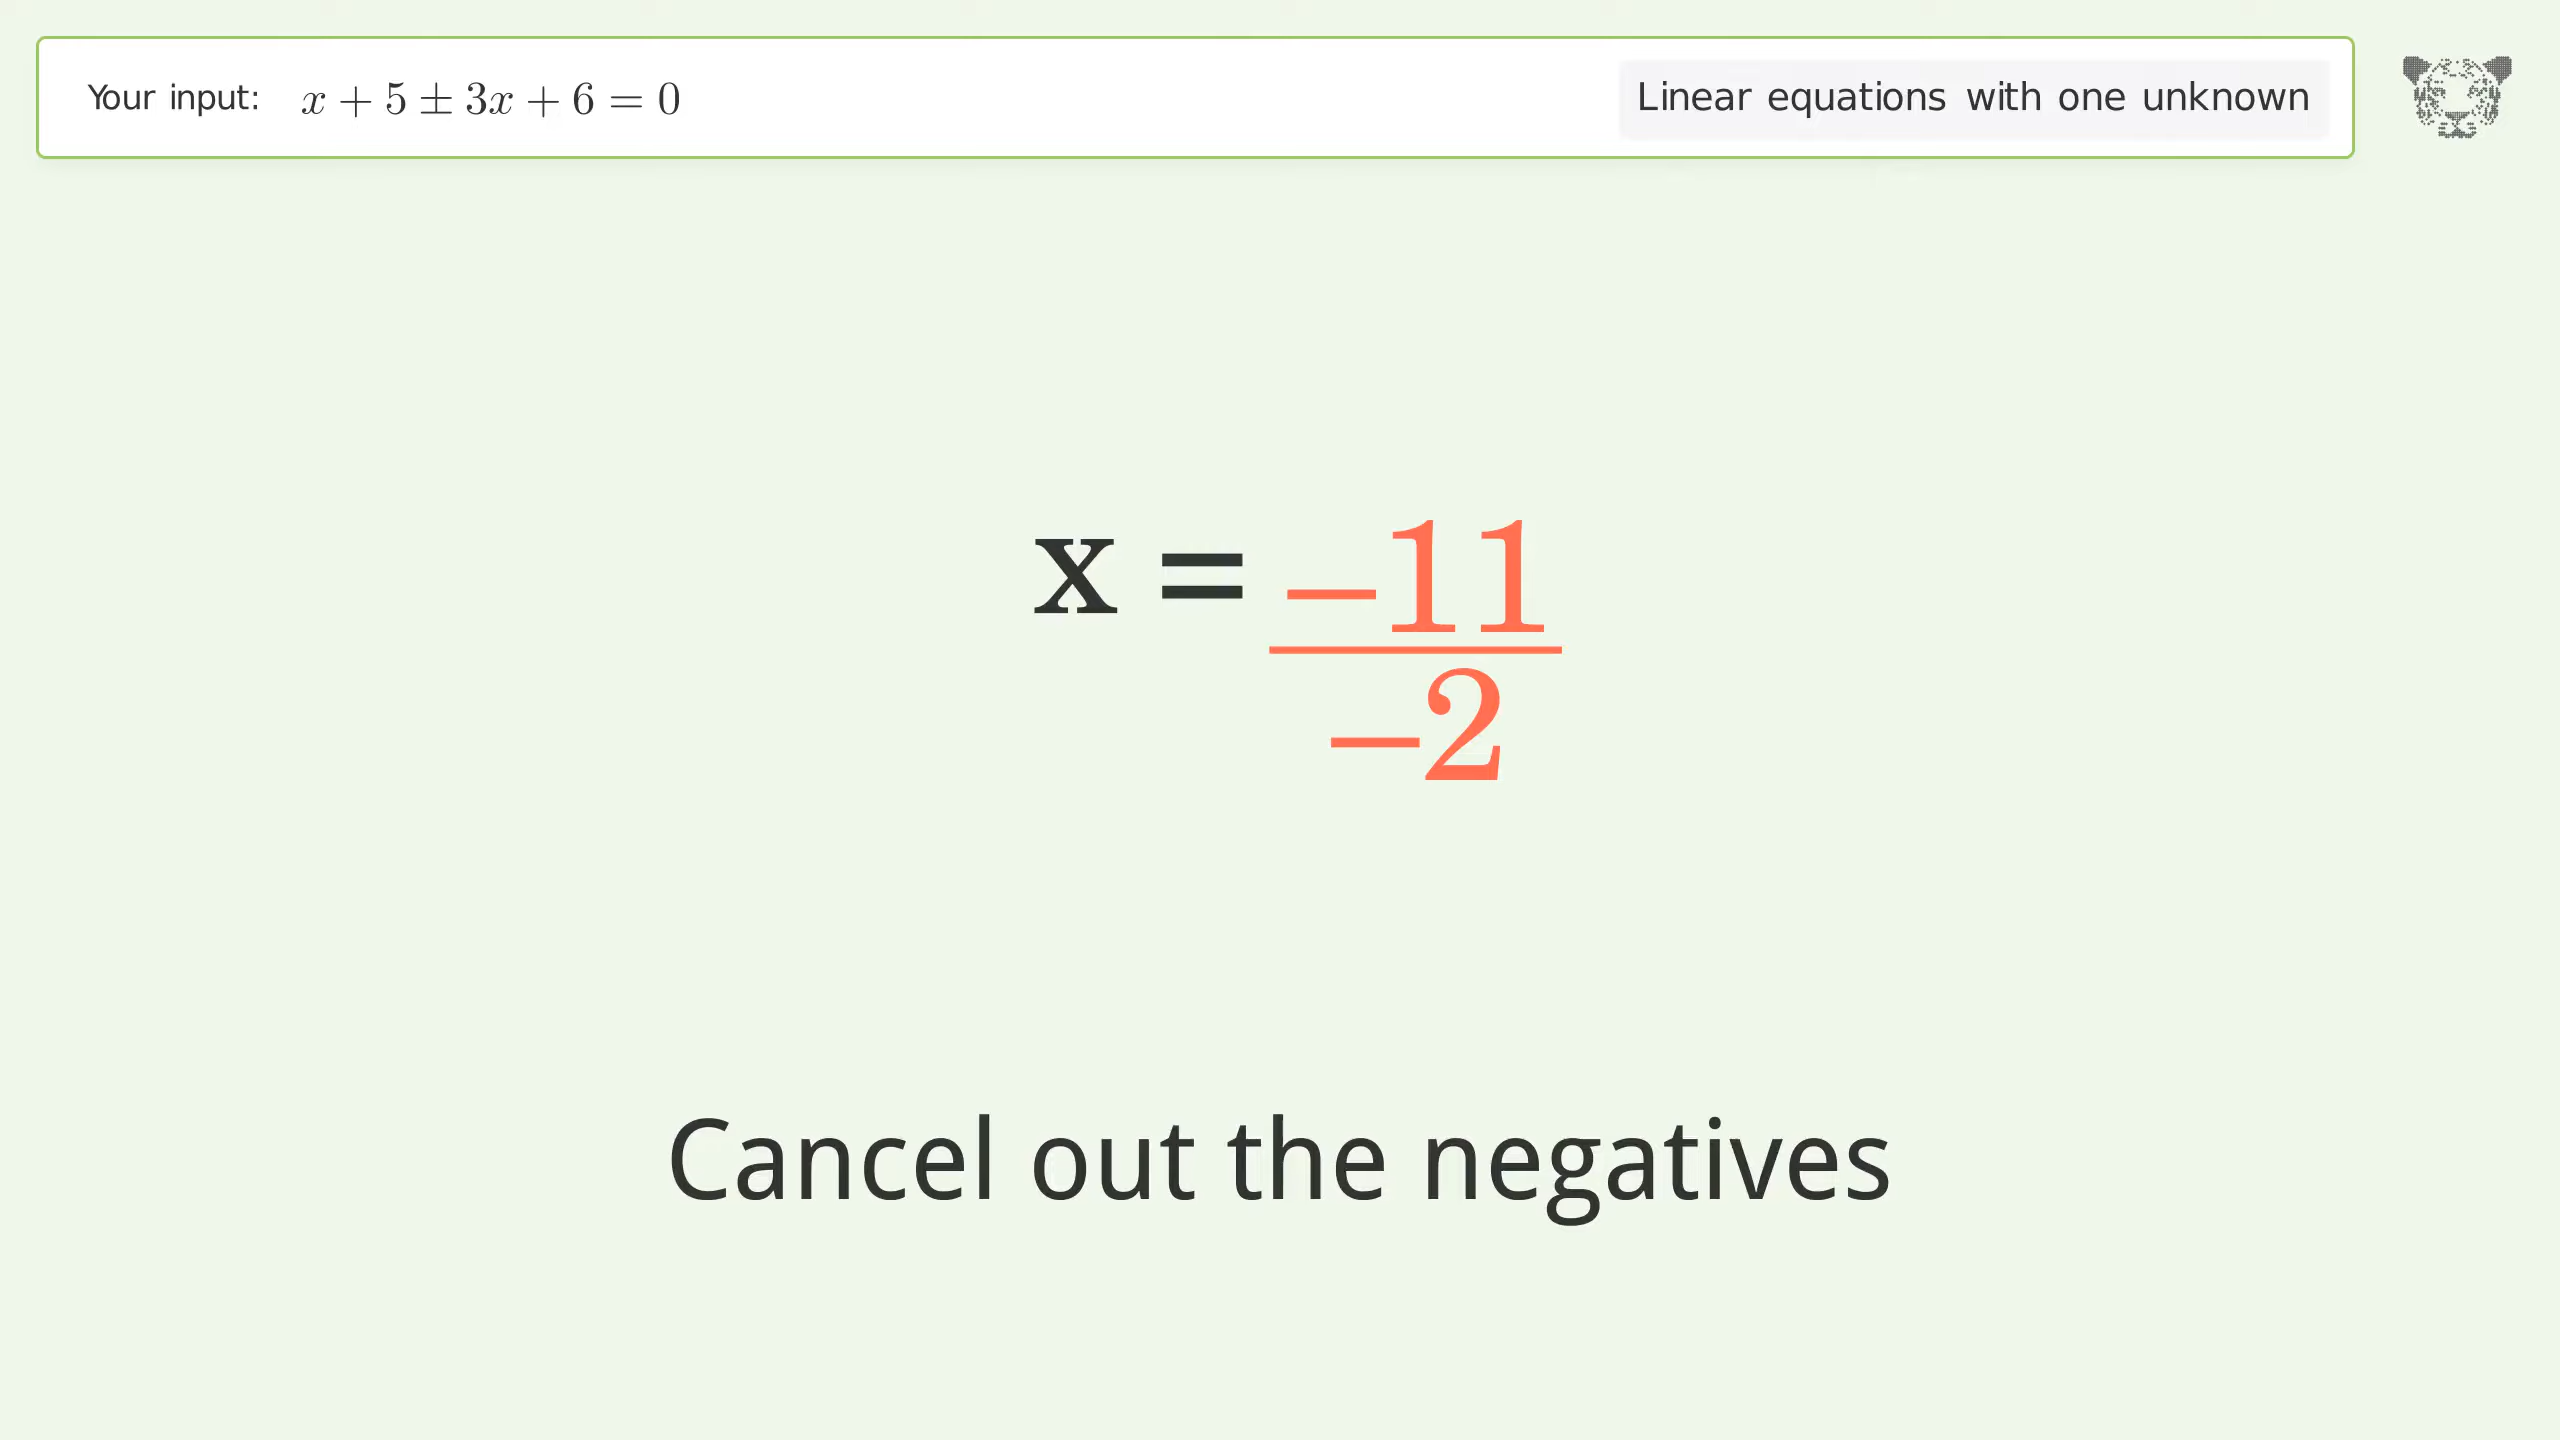 Your input: x + 5 ± 3x + 6 = 0
Linear equations with one unknown
x = −11/−2
Cancel out the negatives